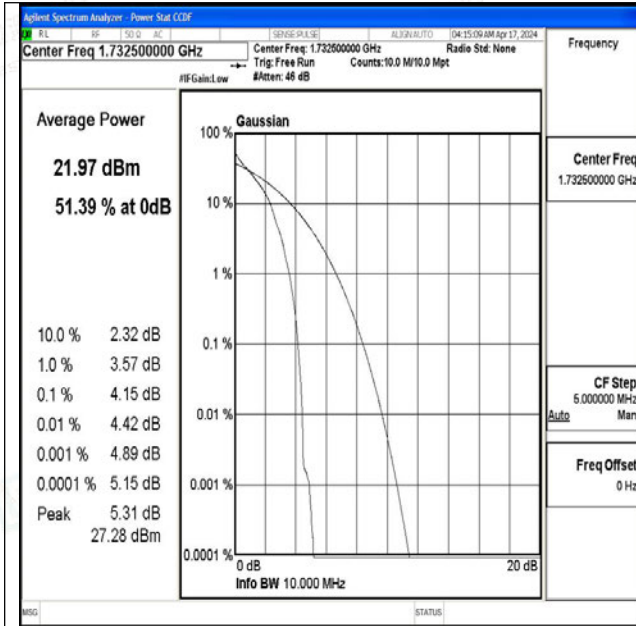 Agilent Spectrum Analyzer - Power Stat CCDF
RL RF 50 Ω AC SENSE:PULSE ALIGN AUTO 04:15:09 AM Apr 17, 2024
Center Freq 1.732500000 GHz
Center Freq: 1.732500000 GHz Radio Std: None
Trig: Free Run Counts:10.0 M/10.0 Mpt
#IFGain:Low #Atten: 46 dB
Frequency
Average Power
21.97 dBm
51.39 % at 0dB
10.0 % 2.32 dB
1.0 % 3.57 dB
0.1 % 4.15 dB
0.01 % 4.42 dB
0.001 % 4.89 dB
0.0001 % 5.15 dB
Peak 5.31 dB
27.28 dBm
Gaussian
100 %
10 %
1 %
0.1 %
0.01 %
0.001 %
0.0001 %
0 dB 20 dB
Info BW 10.000 MHz
Center Freq
1.732500000 GHz
CF Step
5.000000 MHz
Auto Man
Freq Offset
0 Hz
MSG STATUS